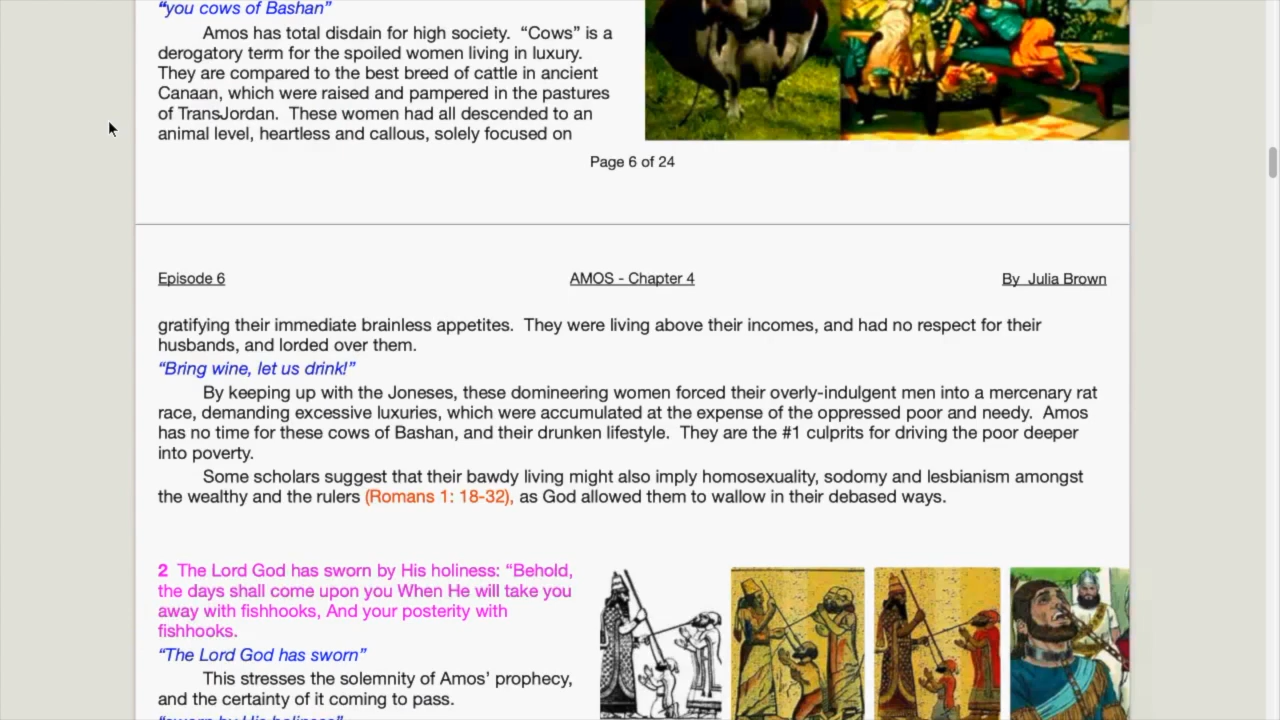 “you cows of Bashan”
Amos has total disdain for high society.  “Cows” is a
derogatory term for the spoiled women living in luxury.
They are compared to the best breed of cattle in ancient
Canaan, which were raised and pampered in the pastures
of TransJordan.  These women had all descended to an
animal level, heartless and callous, solely focused on
Page 6 of 24
Episode 6
AMOS - Chapter 4
By  Julia Brown
gratifying their immediate brainless appetites.  They were living above their incomes, and had no respect for their
husbands, and lorded over them.
“Bring wine, let us drink!”
By keeping up with the Joneses, these domineering women forced their overly-indulgent men into a mercenary rat
race, demanding excessive luxuries, which were accumulated at the expense of the oppressed poor and needy.  Amos
has no time for these cows of Bashan, and their drunken lifestyle.  They are the #1 culprits for driving the poor deeper
into poverty.
Some scholars suggest that their bawdy living might also imply homosexuality, sodomy and lesbianism amongst
the wealthy and the rulers (Romans 1: 18-32), as God allowed them to wallow in their debased ways.
2  The Lord God has sworn by His holiness: “Behold,
the days shall come upon you When He will take you
away with fishhooks, And your posterity with
fishhooks.
“The Lord God has sworn”
This stresses the solemnity of Amos’ prophecy,
and the certainty of it coming to pass.
“sworn by His holiness”